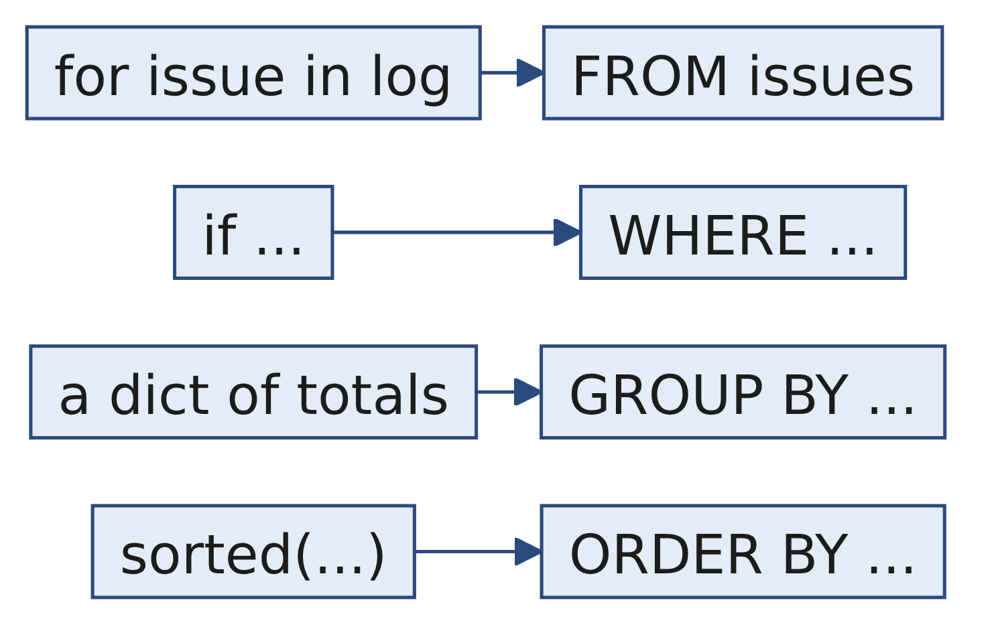 for issue in log
FROM issues
if ...
WHERE ...
a dict of totals
GROUP BY ...
sorted(...)
ORDER BY ...